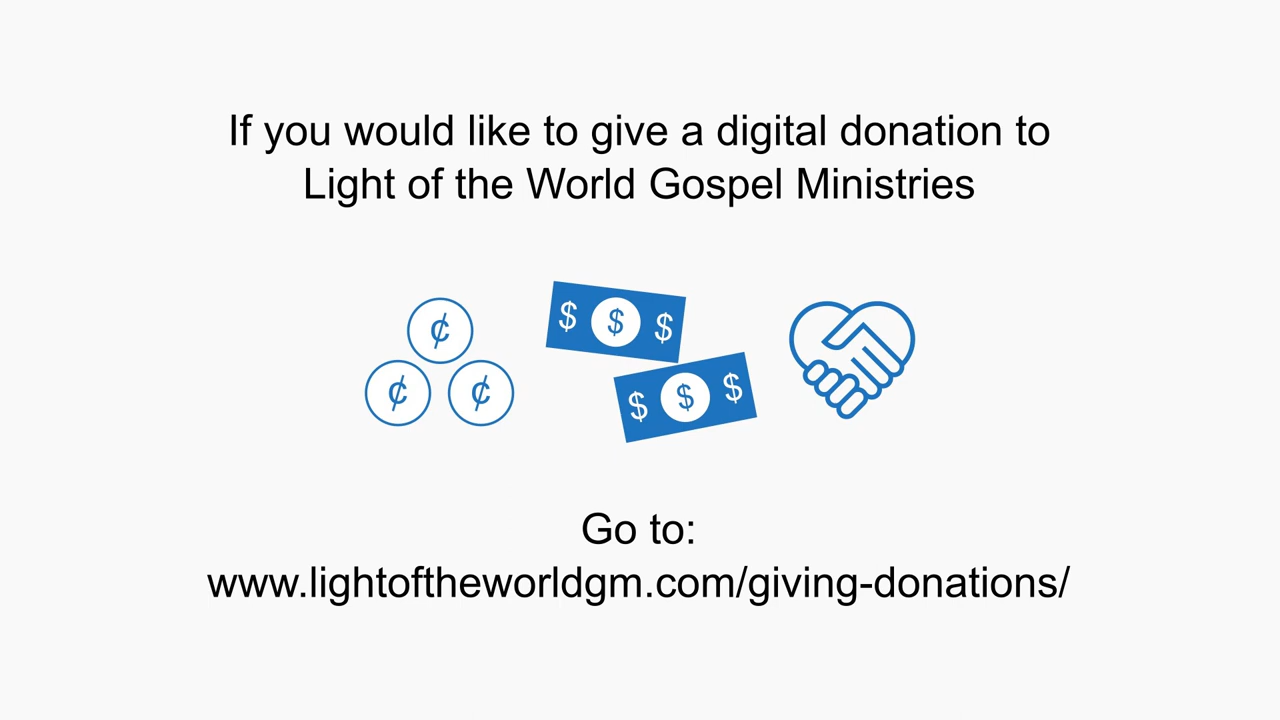 If you would like to give a digital donation to
Light of the World Gospel Ministries
¢
¢ ¢
$ $ $
$ $ $
Go to:
www.lightoftheworldgm.com/giving-donations/